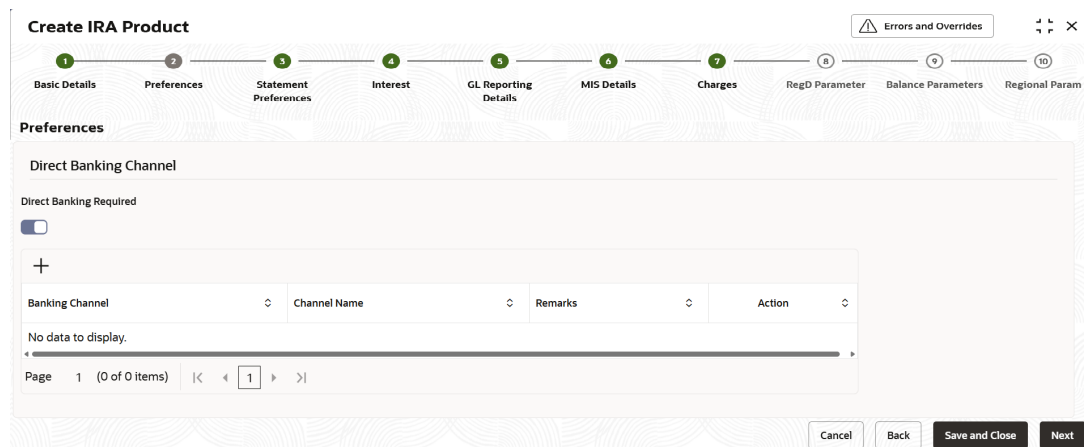 Create IRA Product
Errors and Overrides
1 2 3 4 5 6 7 8 9 10
Basic Details Preferences Statement Preferences Interest GL Reporting Details MIS Details Charges RegD Parameter Balance Parameters Regional Param
Preferences
Direct Banking Channel
Direct Banking Required
Banking Channel Channel Name Remarks Action
No data to display.
Page 1 (0 of 0 items) 1
Cancel Back Save and Close Next